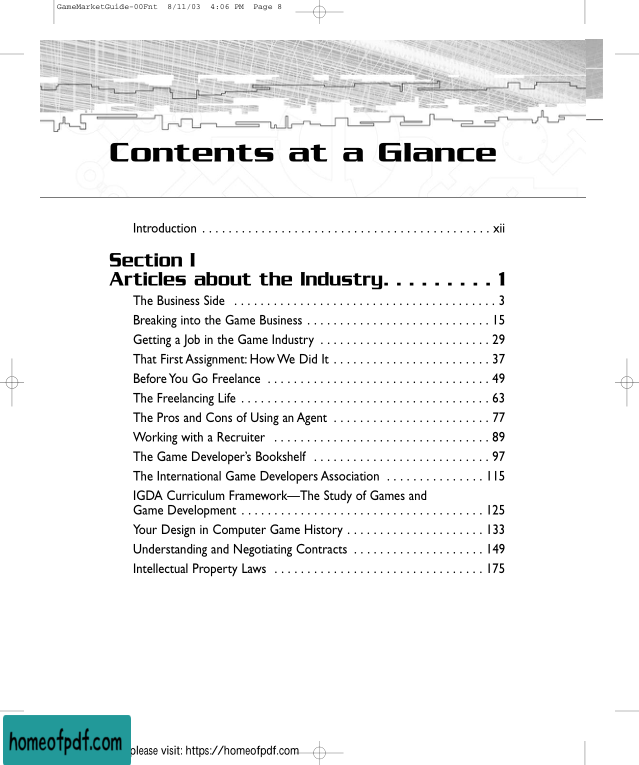 GameMarketGuide-00Fnt 8/11/03 4:06 PM Page 8
Contents at a Glance
Introduction . . . . . . . . . . . . . . . . . . . . . . . . . . . . . . . . . . . . . . . . . . . . xii
Section I
Articles about the Industry. . . . . . . . . 1
The Business Side . . . . . . . . . . . . . . . . . . . . . . . . . . . . . . . . . . . . . . . . 3
Breaking into the Game Business . . . . . . . . . . . . . . . . . . . . . . . . . . . . 15
Getting a Job in the Game Industry . . . . . . . . . . . . . . . . . . . . . . . . . . 29
That First Assignment: How We Did It . . . . . . . . . . . . . . . . . . . . . . . . 37
Before You Go Freelance . . . . . . . . . . . . . . . . . . . . . . . . . . . . . . . . . . 49
The Freelancing Life . . . . . . . . . . . . . . . . . . . . . . . . . . . . . . . . . . . . . . 63
The Pros and Cons of Using an Agent . . . . . . . . . . . . . . . . . . . . . . . . 77
Working with a Recruiter . . . . . . . . . . . . . . . . . . . . . . . . . . . . . . . . . 89
The Game Developer's Bookshelf . . . . . . . . . . . . . . . . . . . . . . . . . . . 97
The International Game Developers Association . . . . . . . . . . . . . . . 115
IGDA Curriculum Framework—The Study of Games and
Game Development . . . . . . . . . . . . . . . . . . . . . . . . . . . . . . . . . . . . . 125
Your Design in Computer Game History . . . . . . . . . . . . . . . . . . . . . 133
Understanding and Negotiating Contracts . . . . . . . . . . . . . . . . . . . . 149
Intellectual Property Laws . . . . . . . . . . . . . . . . . . . . . . . . . . . . . . . . 175
homeofpdf.com
please visit: https://homeofpdf.com